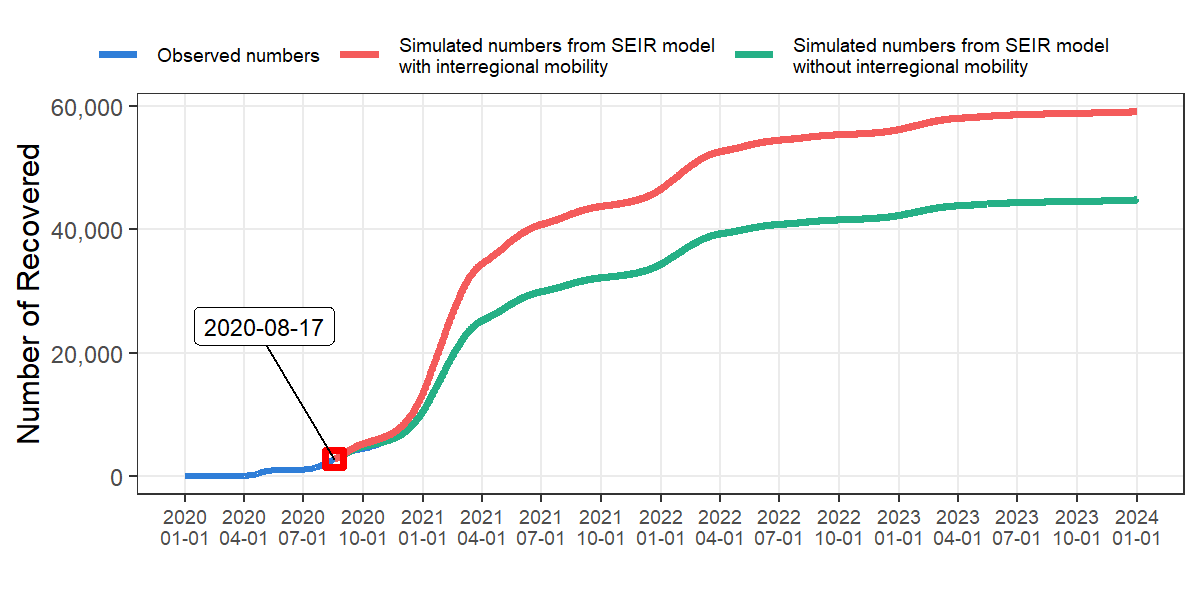 Observed numbers
Simulated numbers from SEIR model
with interregional mobility
Simulated numbers from SEIR model
without interregional mobility
Number of Recovered
60,000
40,000
20,000
0
2020-08-17
2020 2020 2020 2020 2021 2021 2021 2021 2022 2022 2022 2022 2023 2023 2023 2023 2024
01-01 04-01 07-01 10-01 01-01 04-01 07-01 10-01 01-01 04-01 07-01 10-01 01-01 04-01 07-01 10-01 01-01